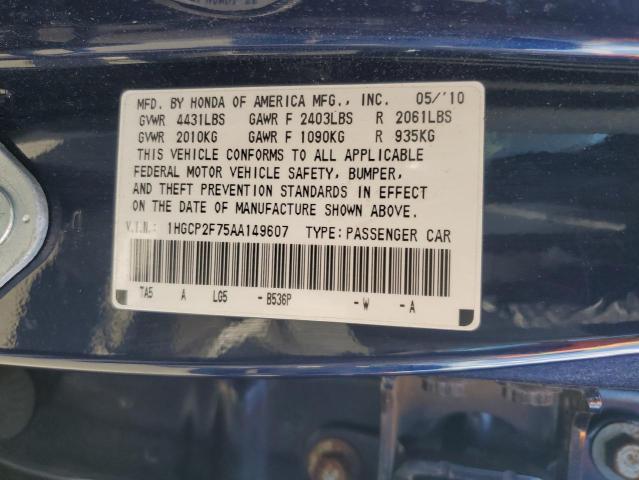 MFD. BY HONDA OF AMERICA MFG., INC. 05/'10
GVWR 4431LBS GAWR F 2403LBS R 2061LBS
GVWR 2010KG GAWR F 1090KG R 935KG
THIS VEHICLE CONFORMS TO ALL APPLICABLE
FEDERAL MOTOR VEHICLE SAFETY, BUMPER,
AND THEFT PREVENTION STANDARDS IN EFFECT
ON THE DATE OF MANUFACTURE SHOWN ABOVE.
V.I.N.: 1HGCP2F75AA149607 TYPE: PASSENGER CAR
TA5 A LG5 -B536P -W -A